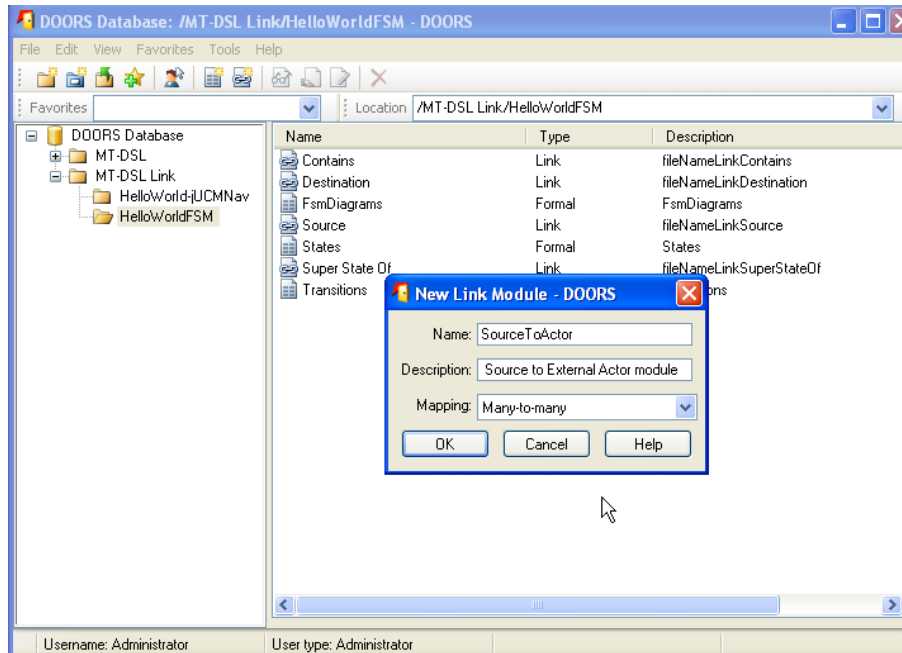 DOORS Database: /MT-DSL Link/HelloWorldFSM - DOORS
File Edit View Favorites Tools Help
Favorites Location /MT-DSL Link/HelloWorldFSM
DOORS Database
MT-DSL
MT-DSL Link
HelloWorld-jUCMNav
HelloWorldFSM
Name Type Description
Contains Link fileNameLinkContains
Destination Link fileNameLinkDestination
FsmDiagrams Formal FsmDiagrams
Source Link fileNameLinkSource
States Formal States
Super State Of Link fileNameLinkSuperStateOf
Transitions ons
New Link Module - DOORS
Name: SourceToActor
Description: Source to External Actor module
Mapping: Many-to-many
OK Cancel Help
Username: Administrator User type: Administrator